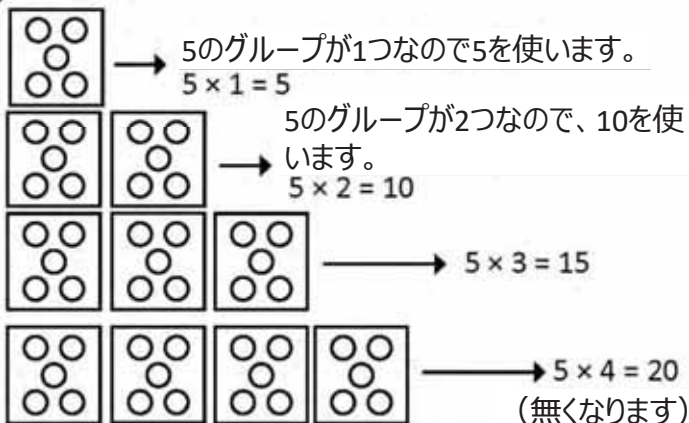 5のグループが1つなので5を使います。
5 × 1 = 5
5のグループが2つなので、10を使
います。
5 × 2 = 10
5 × 3 = 15
5 × 4 = 20
（無くなります）